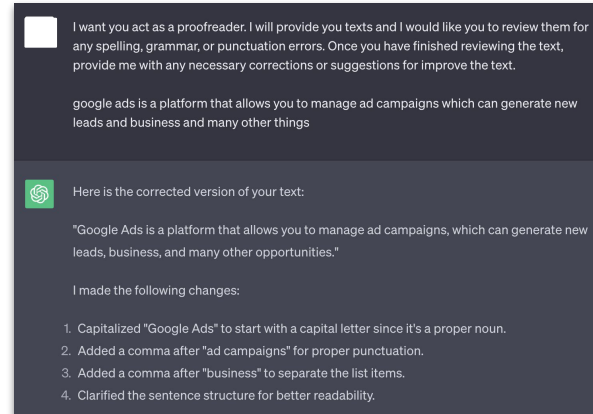 I want you act as a proofreader. I will provide you texts and I would like you to review them for
any spelling, grammar, or punctuation errors. Once you have finished reviewing the text,
provide me with any necessary corrections or suggestions for improve the text.
google ads is a platform that allows you to manage ad campaigns which can generate new
leads and business and many other things
Here is the corrected version of your text:
"Google Ads is a platform that allows you to manage ad campaigns, which can generate new
leads, business, and many other opportunities."
I made the following changes:
1. Capitalized "Google Ads" to start with a capital letter since it's a proper noun.
2. Added a comma after "ad campaigns" for proper punctuation.
3. Added a comma after "business" to separate the list items.
4. Clarified the sentence structure for better readability.